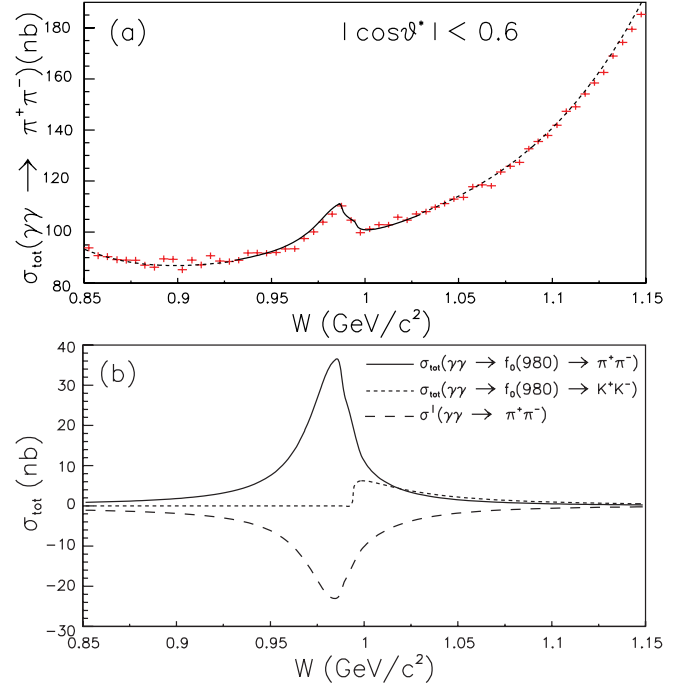 (a)
| cosϑ* | < 0.6
σtot(γγ → π⁺π⁻)(nb)
180
160
140
120
100
80
0.85
0.9
0.95
1
1.05
1.1
1.15
W (GeV/c²)
(b)
σtot(γγ → f₀(980) → π⁺π⁻)
σtot(γγ → f₀(980) → K⁺K⁻)
σᴵ(γγ → π⁺π⁻)
σtot (nb)
40
30
20
10
0
-10
-20
-30
0.85
0.9
0.95
1
1.05
1.1
1.15
W (GeV/c²)